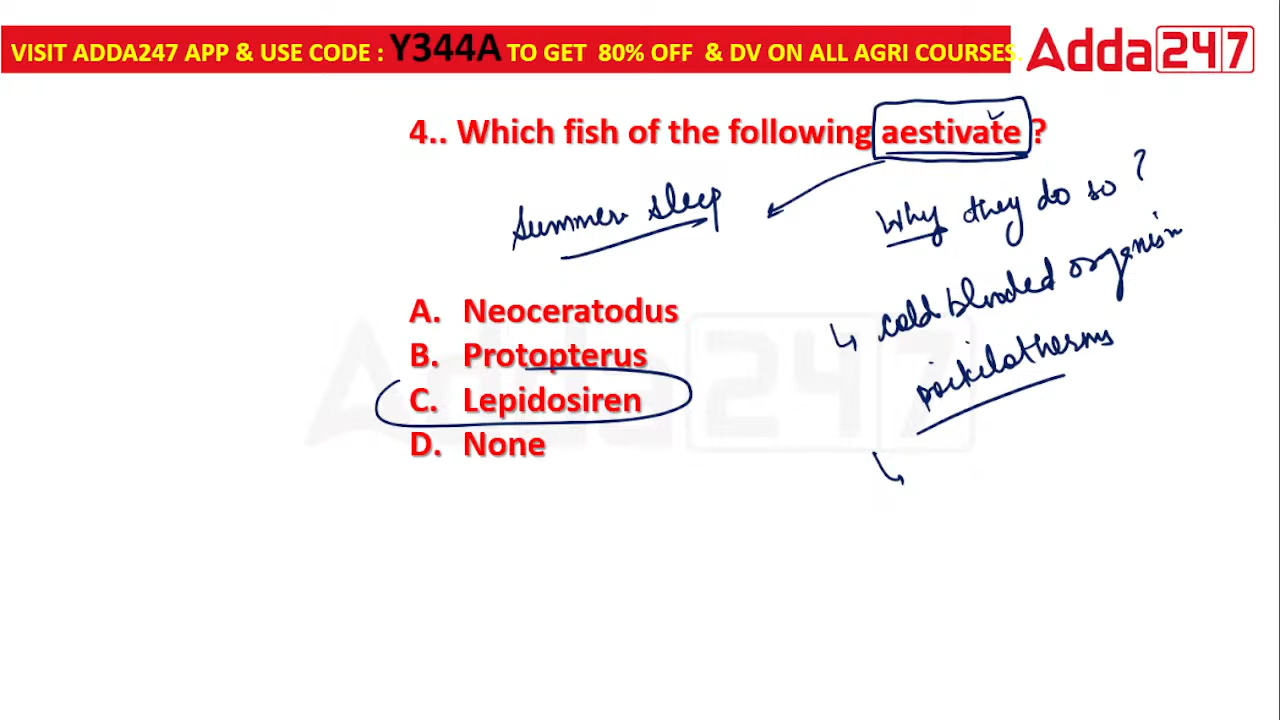 VISIT ADDA247 APP & USE CODE : Y344A TO GET 80% OFF & DV ON ALL AGRI COURSES.
Adda247
4.. Which fish of the following aestivate ?
Summer sleep
Why they do so ?
cold blooded organism
poikilotherms
A. Neoceratodus
B. Protopterus
C. Lepidosiren
D. None
Adda247